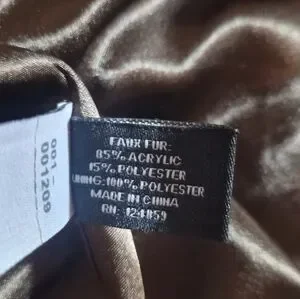 FAUX FUR:
85% ACRYLIC
15% POLYESTER
LINING: 100% POLYESTER
MADE IN CHINA
RN: 124859
001 -
001209